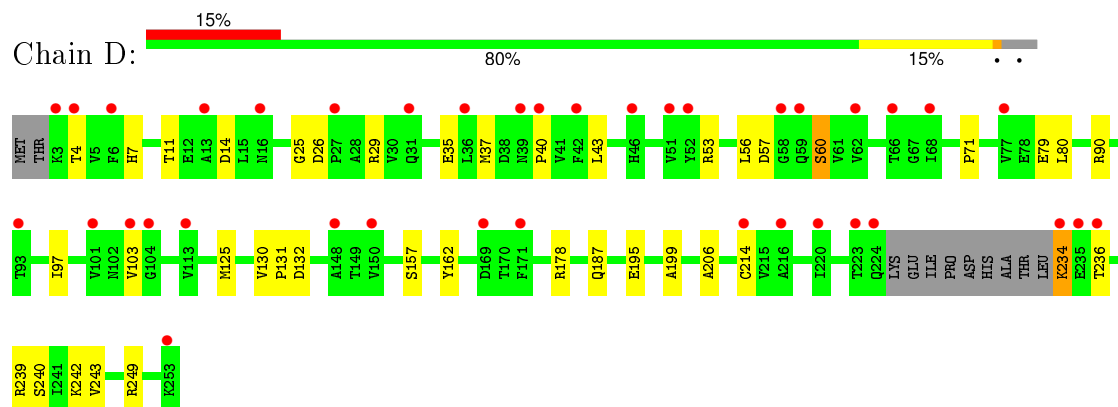 15%
Chain D:
80% 15% • •
MET THR K3 T4 V5 F6 H7 T11 E12 A13 D14 L15 N16 G25 D26 P27 A28 R29 V30 Q31 E35 L36 M37 D38 N39 P40 V41 F42 L43 H46 V51 Y52 R53 L56 D57 G58 Q59 S60 V61 V62 T66 G67 I68 P71 V77 E78 E79 L80 R90
T93 I97 V101 N102 V103 G104 V113 M125 V130 P131 D132 A148 T149 V150 S157 Y162 D169 T170 F171 R178 Q187 E195 A199 A206 C214 V215 A216 I220 T223 Q224 LYS GLU ILE PRO ASP HIS ALA THR LEU K234 E235 T236
R239 S240 I241 K242 V243 R249 K253